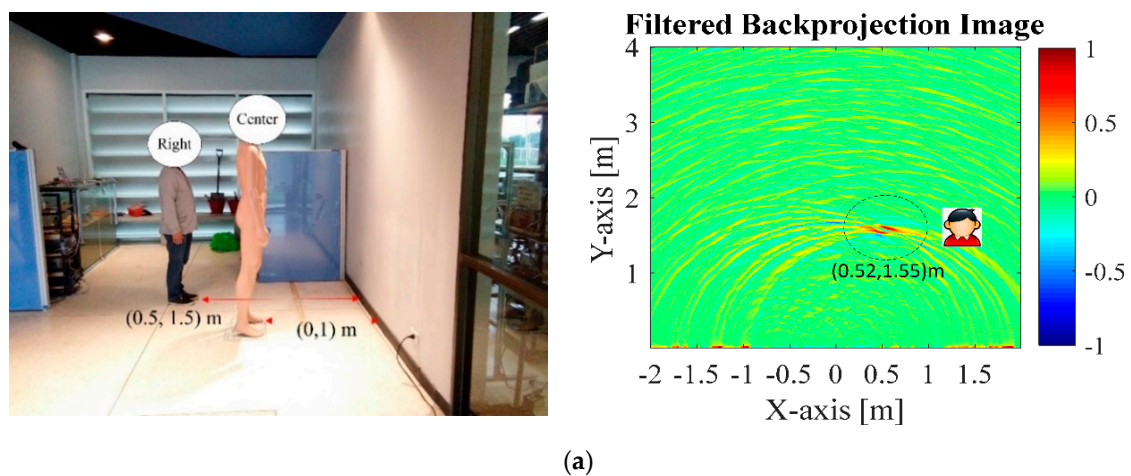 Right
Center
(0.5, 1.5) m
(0,1) m
Filtered Backprojection Image
Y-axis [m]
4
3
2
1
(0.52,1.55)m
-2 -1.5 -1 -0.5 0 0.5 1 1.5
X-axis [m]
1
0.5
0
-0.5
-1
(a)